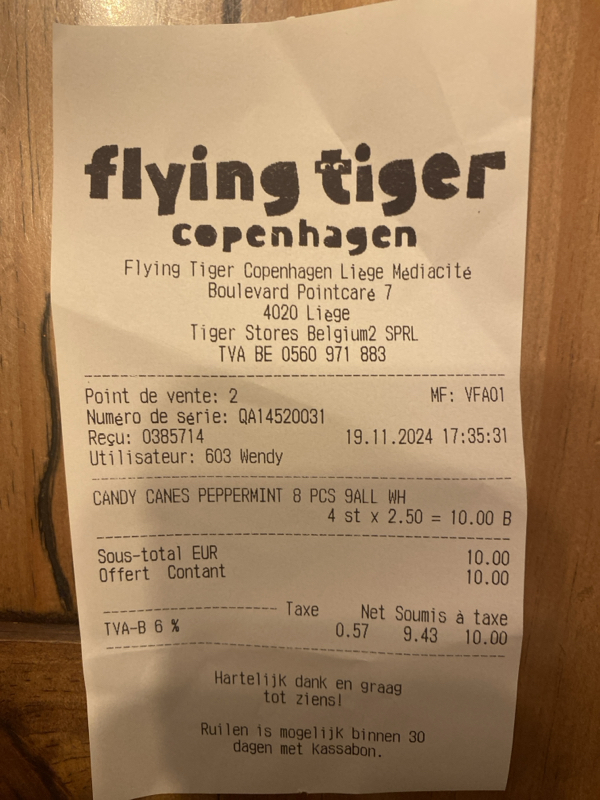 flying tiger
copenhagen
Flying Tiger Copenhagen Liège Médiacité
Boulevard Pointcaré 7
4020 Liège
Tiger Stores Belgium2 SPRL
TVA BE 0560 971 883
Point de vente: 2 MF: VFA01
Numéro de série: QA14520031
Reçu: 0385714 19.11.2024 17:35:31
Utilisateur: 603 Wendy
CANDY CANES PEPPERMINT 8 PCS 9ALL WH
4 st x 2.50 = 10.00 B
Sous-total EUR 10.00
Offert Contant 10.00
Taxe Net Soumis à taxe
TVA-B 6 % 0.57 9.43 10.00
Hartelijk dank en graag
tot ziens!
Ruilen is mogelijk binnen 30
dagen met kassabon.